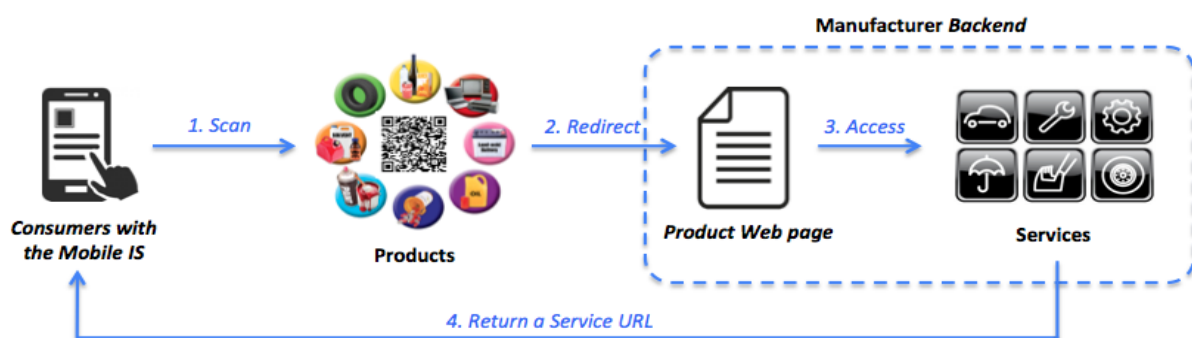 Manufacturer Backend
1. Scan
2. Redirect
3. Access
OIL
Consumers with
the Mobile IS
Products
Product Web page
Services
4. Return a Service URL